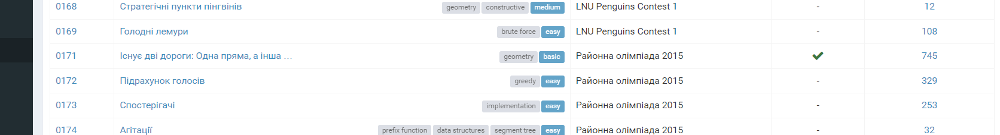 0168 Стратегічні пункти пінгвінів geometry constructive medium LNU Penguins Contest 1 - 12
0169 Голодні лемури brute force easy LNU Penguins Contest 1 - 108
0171 Існує дві дороги: Одна пряма, а інша … geometry basic Районна олімпіада 2015 ✔ 745
0172 Підрахунок голосів greedy easy Районна олімпіада 2015 - 329
0173 Спостерігачі implementation easy Районна олімпіада 2015 - 253
0174 Агітації prefix function data structures segment tree easy Районна олімпіада 2015 - 32